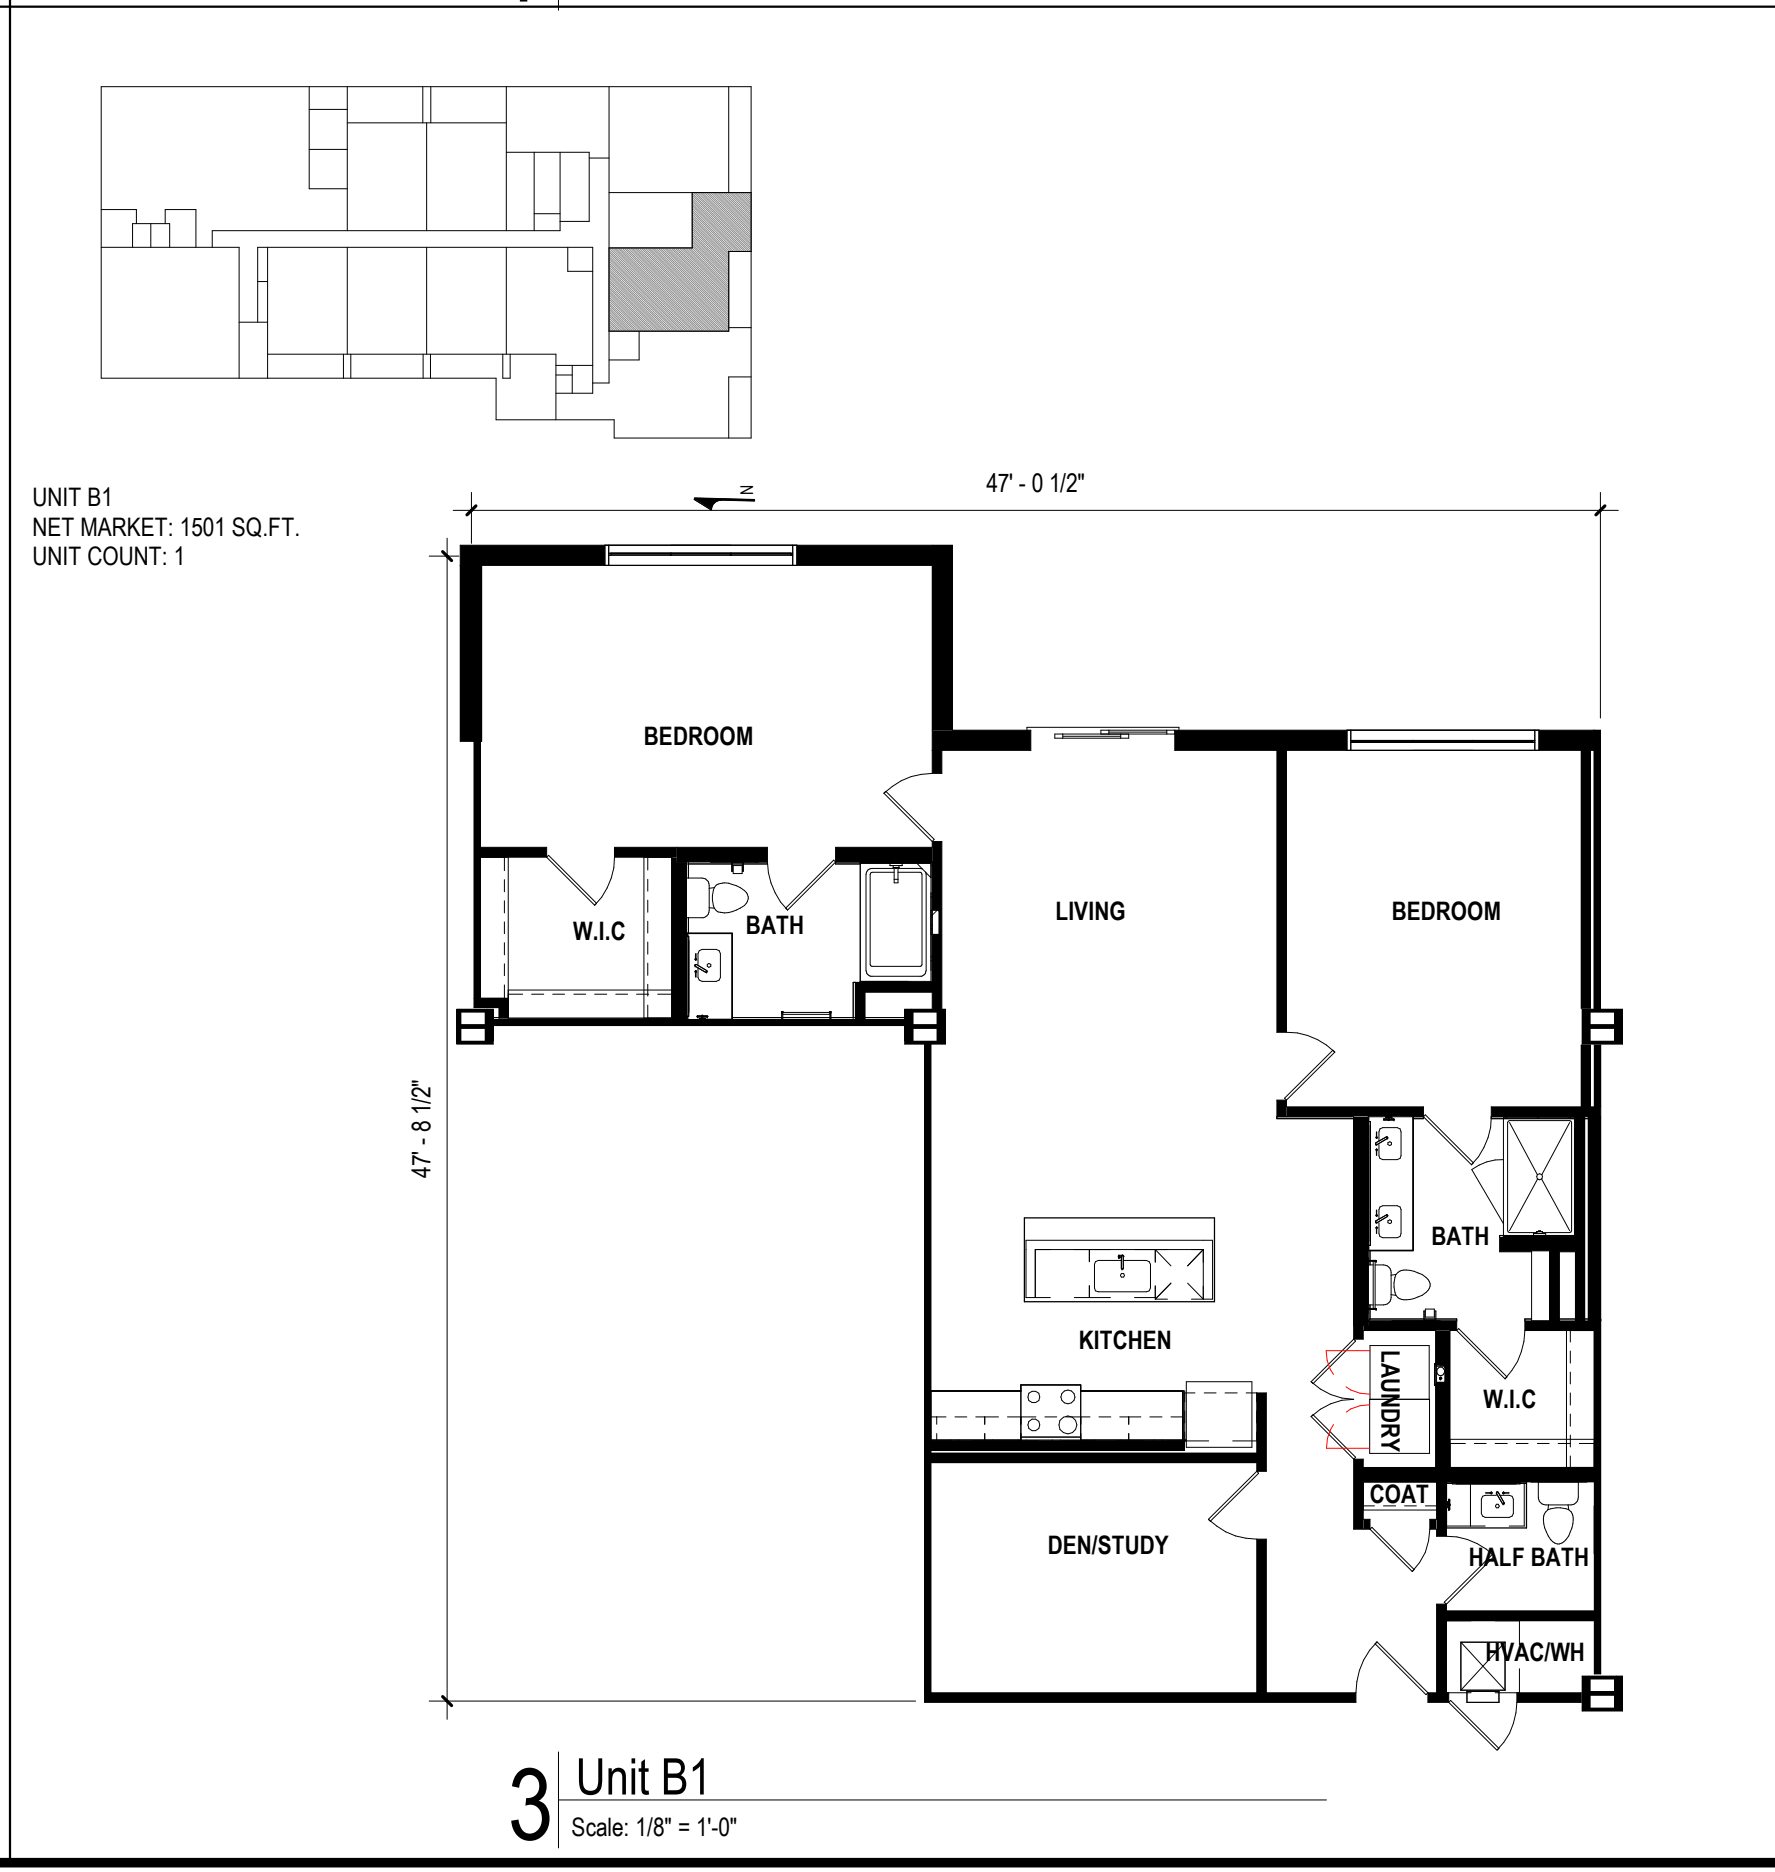 UNIT B1
NET MARKET: 1501 SQ.FT.
UNIT COUNT: 1
N
47' - 0 1/2"
47' - 8 1/2"
BEDROOM
LIVING
BEDROOM
W.I.C
BATH
BATH
KITCHEN
LAUNDRY
W.I.C
COAT
DEN/STUDY
HALF BATH
HVAC/WH
3
Unit B1
Scale: 1/8" = 1'-0"